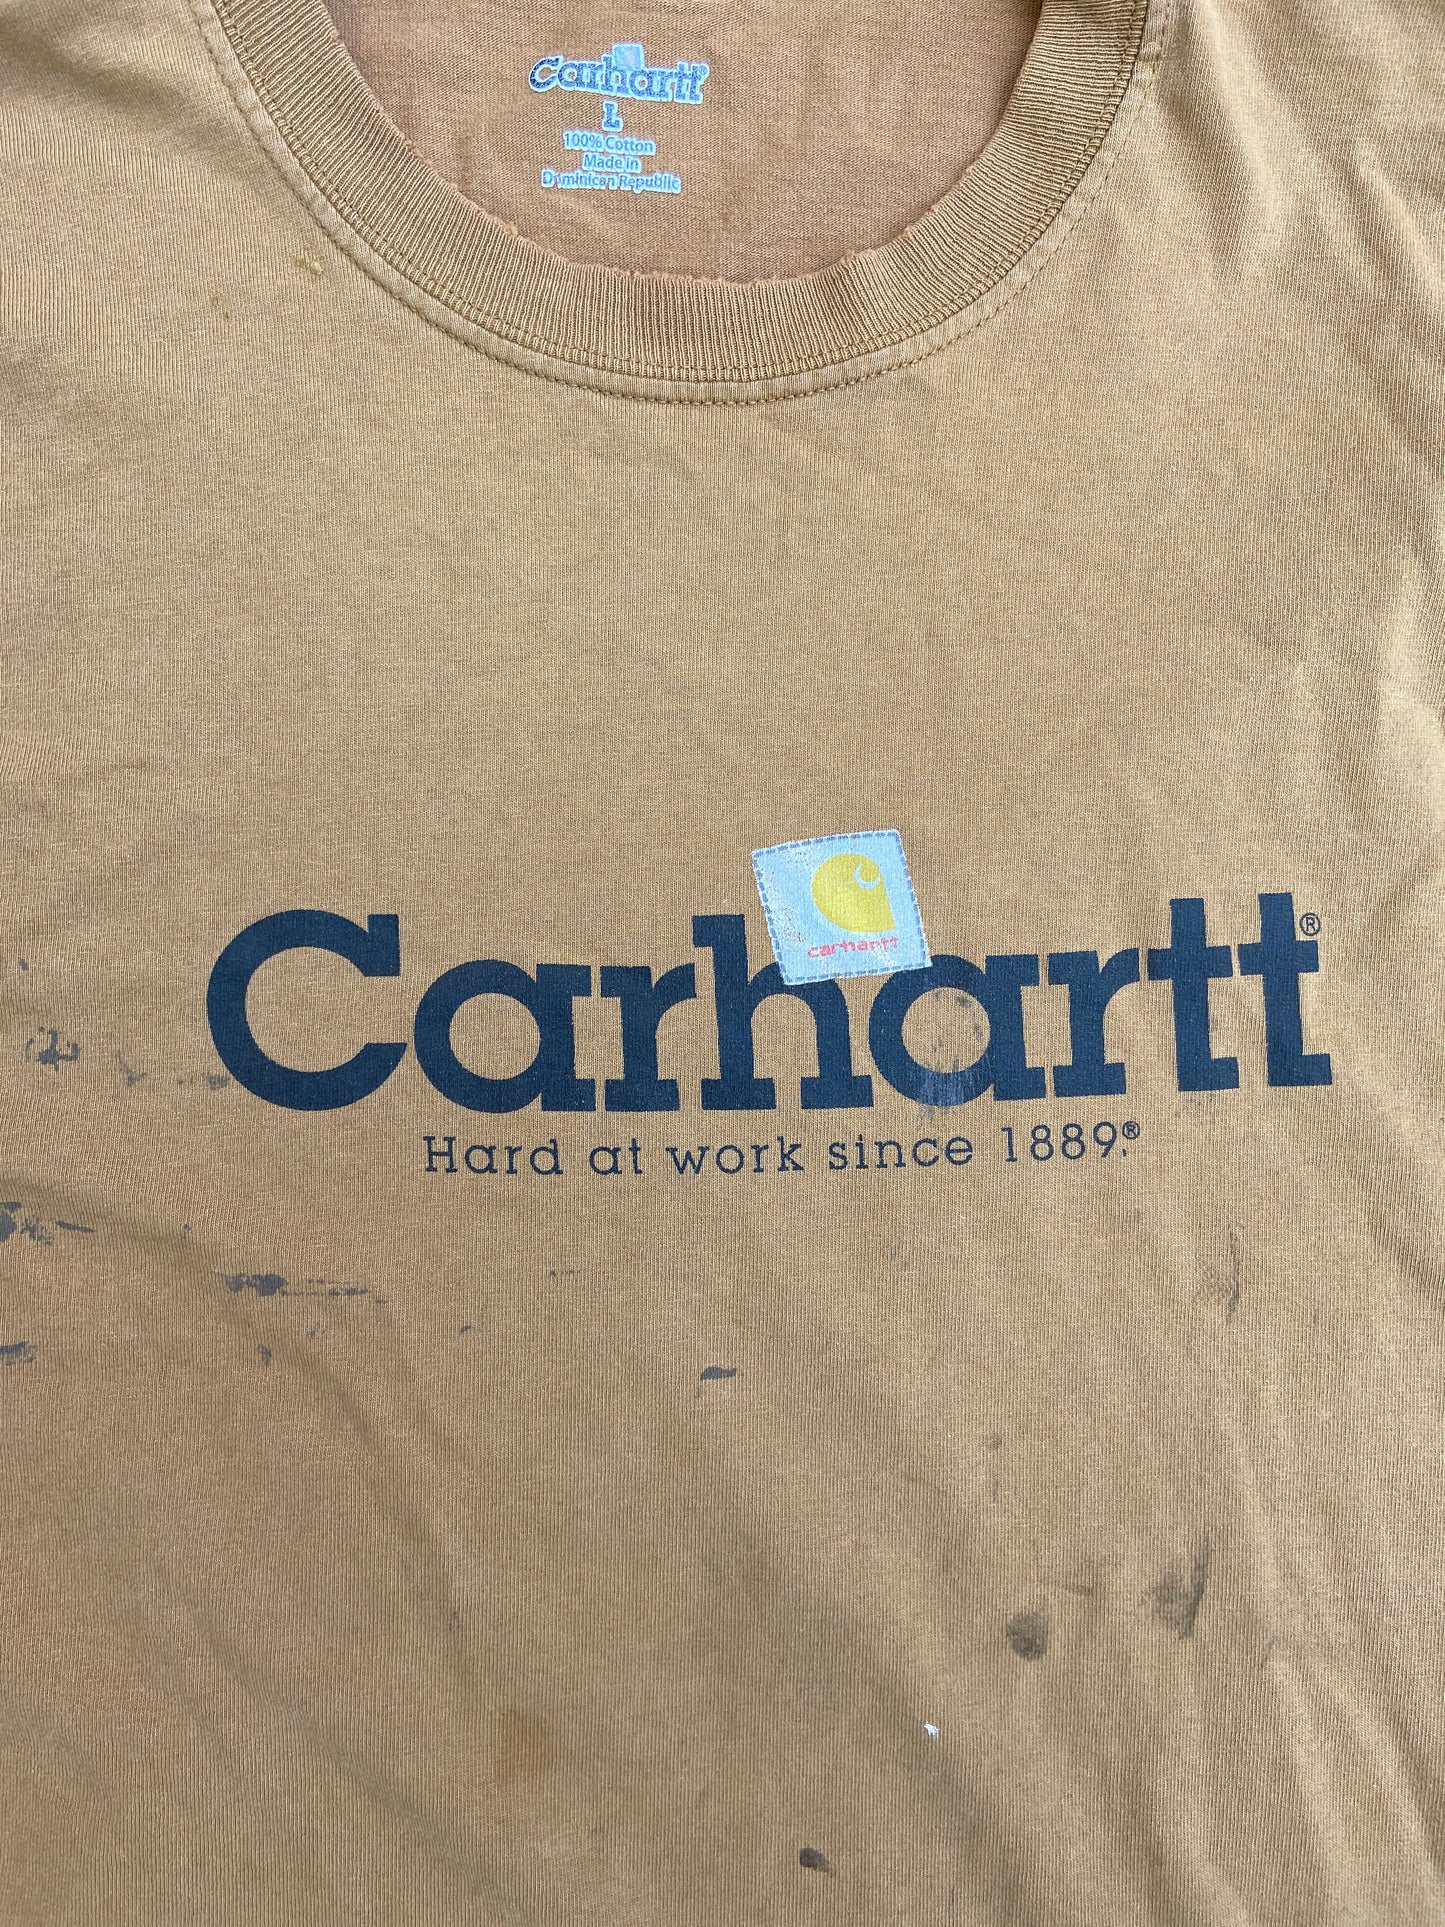 Carhartt®
L
100% Cotton
Made in
Dominican Republic
carhartt
Carhartt®
Hard at work since 1889.®